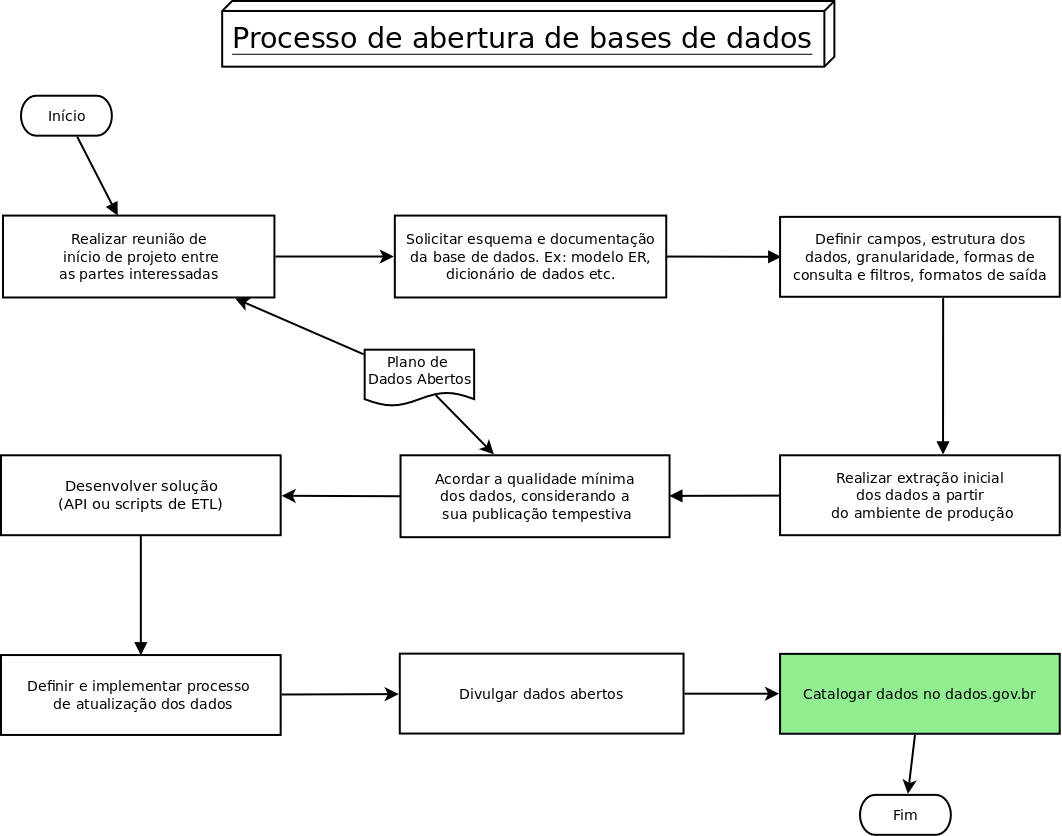 Processo de abertura de bases de dados
Início
Realizar reunião de
início de projeto entre
as partes interessadas
Solicitar esquema e documentação
da base de dados. Ex: modelo ER,
dicionário de dados etc.
Definir campos, estrutura dos
dados, granularidade, formas de
consulta e filtros, formatos de saída
Plano de
Dados Abertos
Realizar extração inicial
dos dados a partir
do ambiente de produção
Acordar a qualidade mínima
dos dados, considerando a
sua publicação tempestiva
Desenvolver solução
(API ou scripts de ETL)
Definir e implementar processo
de atualização dos dados
Divulgar dados abertos
Catalogar dados no dados.gov.br
Fim